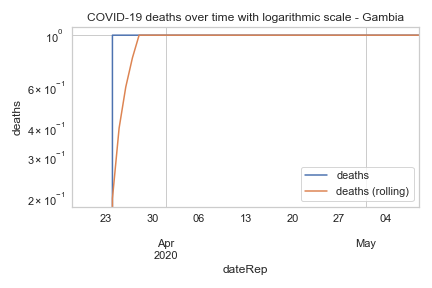 COVID-19 deaths over time with logarithmic scale - Gambia
deaths
10⁰
6 × 10⁻¹
4 × 10⁻¹
3 × 10⁻¹
2 × 10⁻¹
deaths
deaths (rolling)
23 30 06 13 20 27 04
Apr May
2020
dateRep